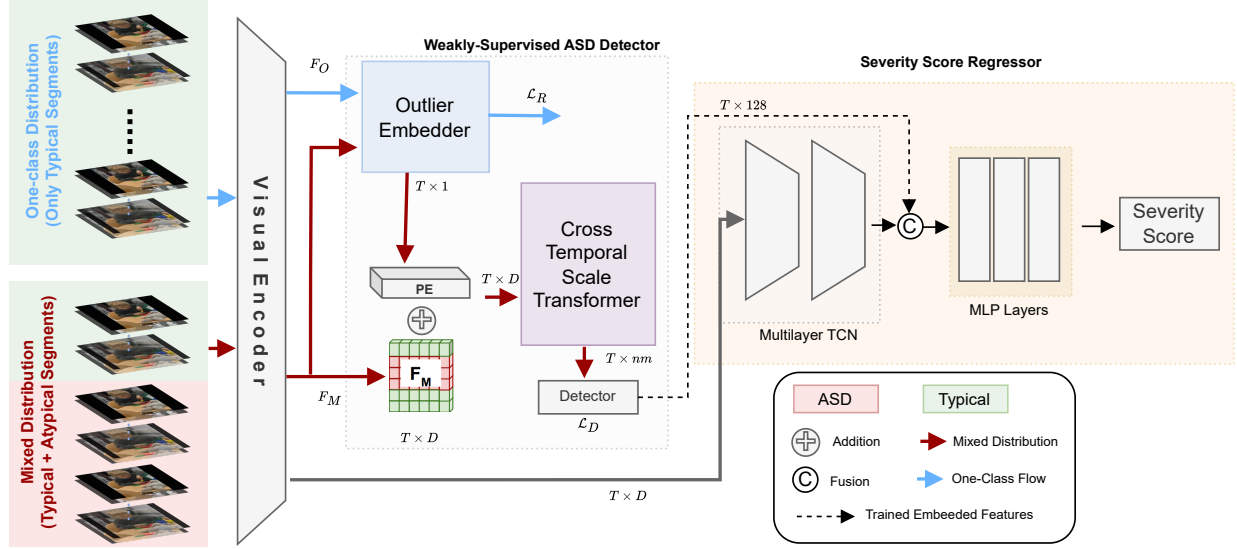 One-class Distribution
(Only Typical Segments)
Mixed Distribution
(Typical + Atypical Segments)
Visual Encoder
Weakly-Supervised ASD Detector
F_O
Outlier
Embedder
ℒ_R
T × 1
PE
T × D
Cross
Temporal
Scale
Transformer
F_M
F_M
T × D
T × nm
Detector
ℒ_D
T × D
Severity Score Regressor
T × 128
Multilayer TCN
C
MLP Layers
Severity
Score
ASD
Typical
Addition
Mixed Distribution
C
Fusion
One-Class Flow
Trained Embeeded Features